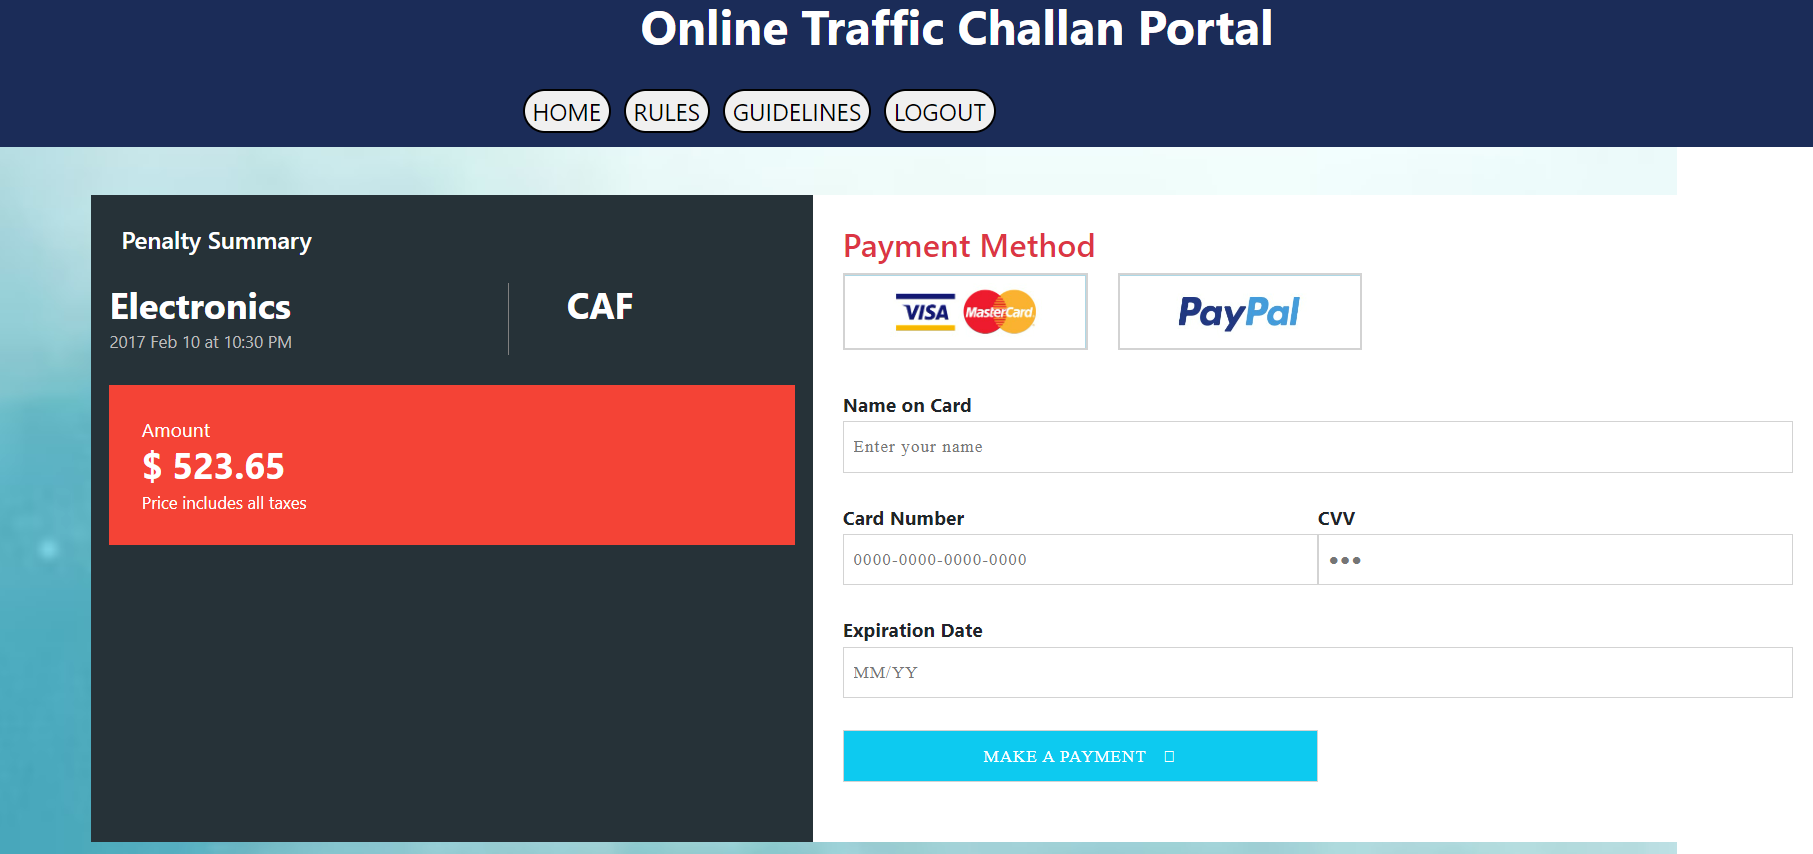 Online Traffic Challan Portal
HOME RULES GUIDELINES LOGOUT
Penalty Summary
Electronics
2017 Feb 10 at 10:30 PM
CAF
Amount
$ 523.65
Price includes all taxes
Payment Method
VISA MasterCard
PayPal
Name on Card
Enter your name
Card Number
CVV
0000-0000-0000-0000
●●●
Expiration Date
MM/YY
MAKE A PAYMENT